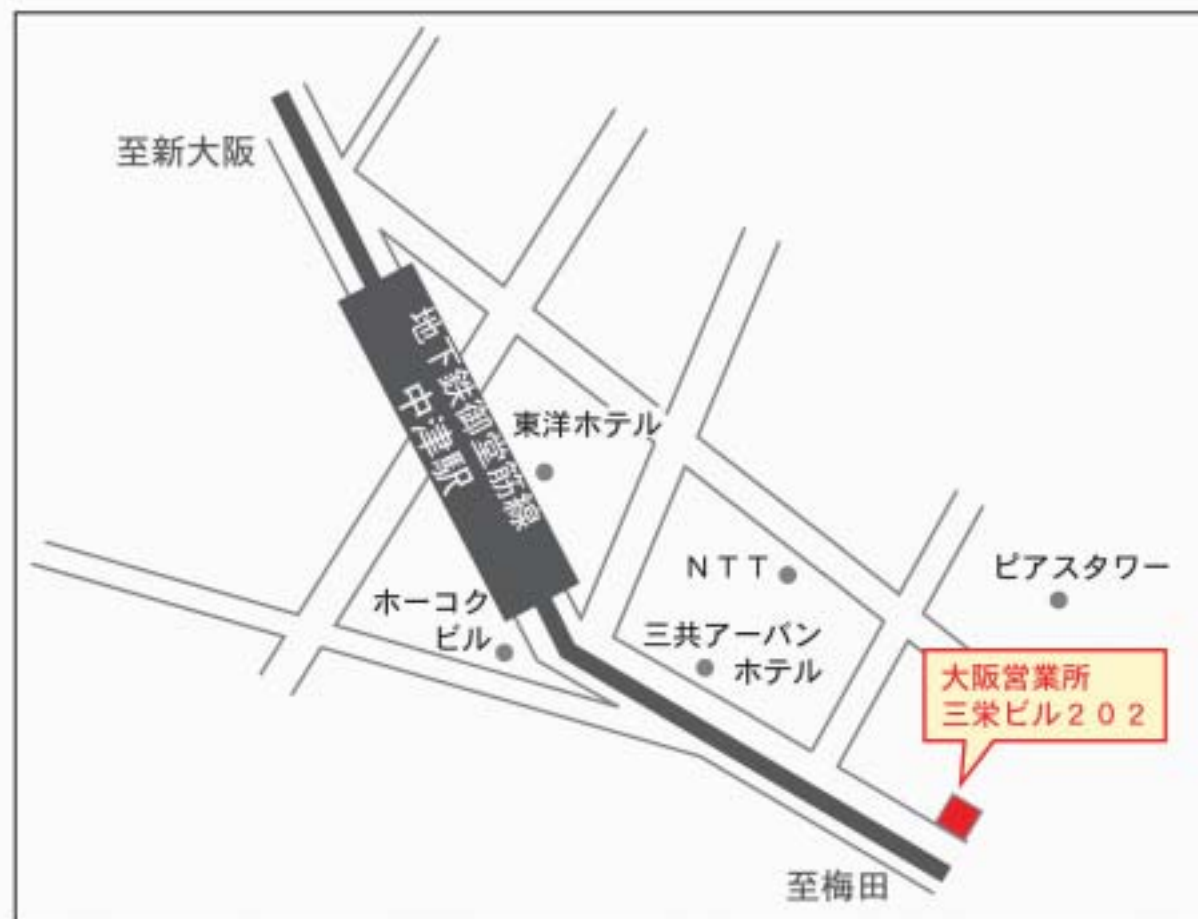 至新大阪
地下鉄御堂筋線
中津駅
東洋ホテル
ＮＴＴ
ピアスタワー
ホーコク
ビル
三共アーバン
ホテル
大阪営業所
三栄ビル２０２
至梅田